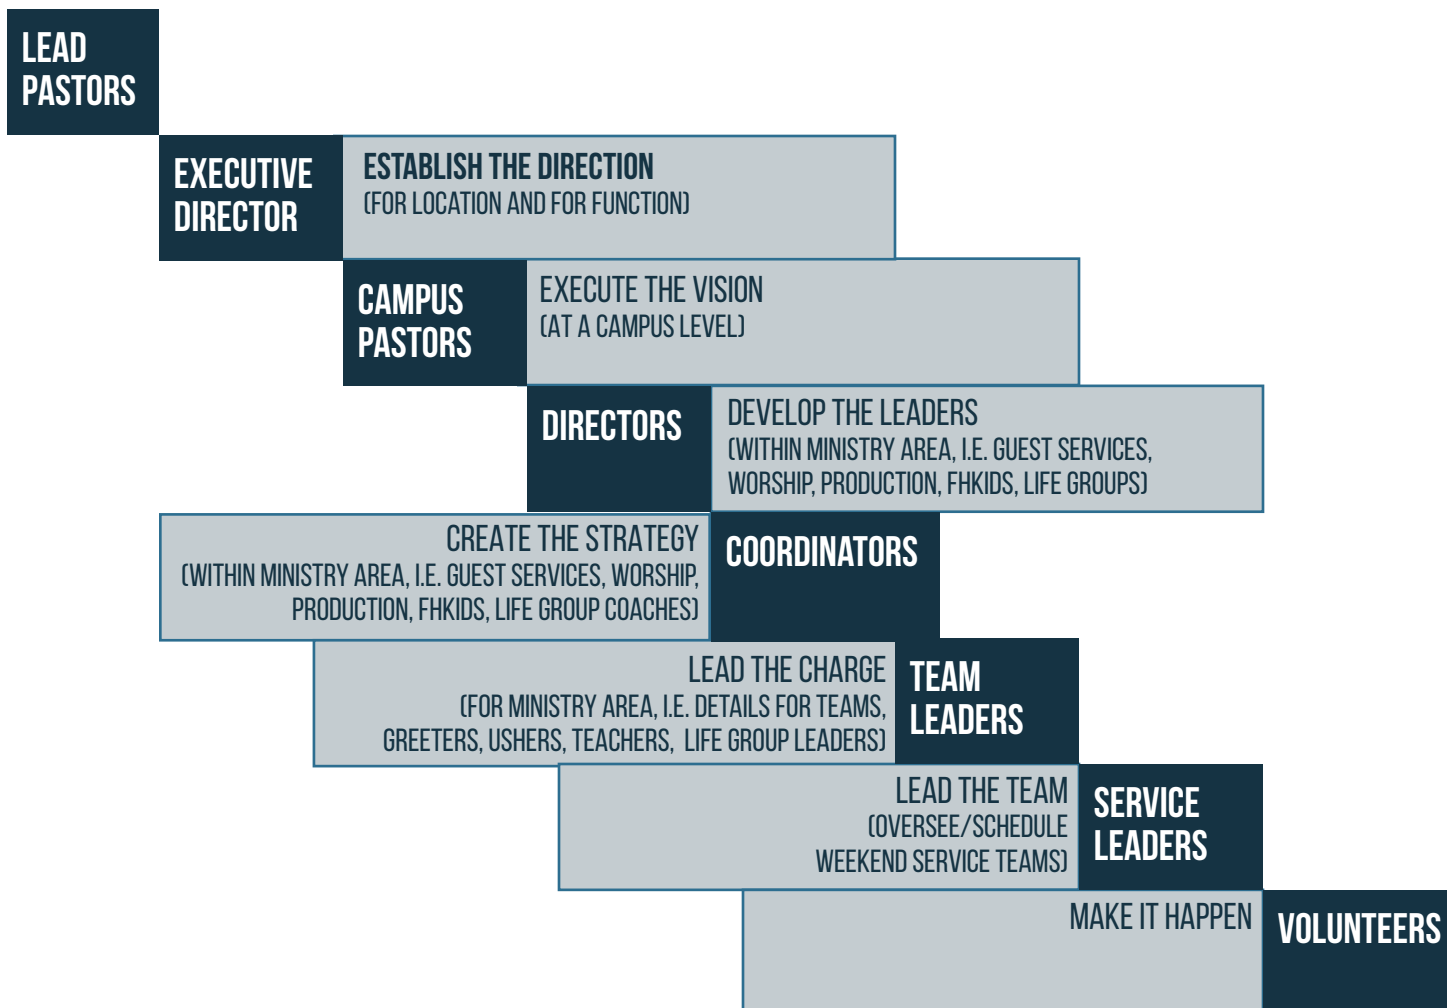 LEAD
PASTORS
EXECUTIVE
DIRECTOR
ESTABLISH THE DIRECTION
(FOR LOCATION AND FOR FUNCTION)
CAMPUS
PASTORS
EXECUTE THE VISION
(AT A CAMPUS LEVEL)
DIRECTORS
DEVELOP THE LEADERS
(WITHIN MINISTRY AREA, I.E. GUEST SERVICES,
WORSHIP, PRODUCTION, FHKIDS, LIFE GROUPS)
CREATE THE STRATEGY
(WITHIN MINISTRY AREA, I.E. GUEST SERVICES, WORSHIP,
PRODUCTION, FHKIDS, LIFE GROUP COACHES)
COORDINATORS
LEAD THE CHARGE
(FOR MINISTRY AREA, I.E. DETAILS FOR TEAMS,
GREETERS, USHERS, TEACHERS, LIFE GROUP LEADERS)
TEAM
LEADERS
LEAD THE TEAM
(OVERSEE/SCHEDULE
WEEKEND SERVICE TEAMS)
SERVICE
LEADERS
MAKE IT HAPPEN
VOLUNTEERS